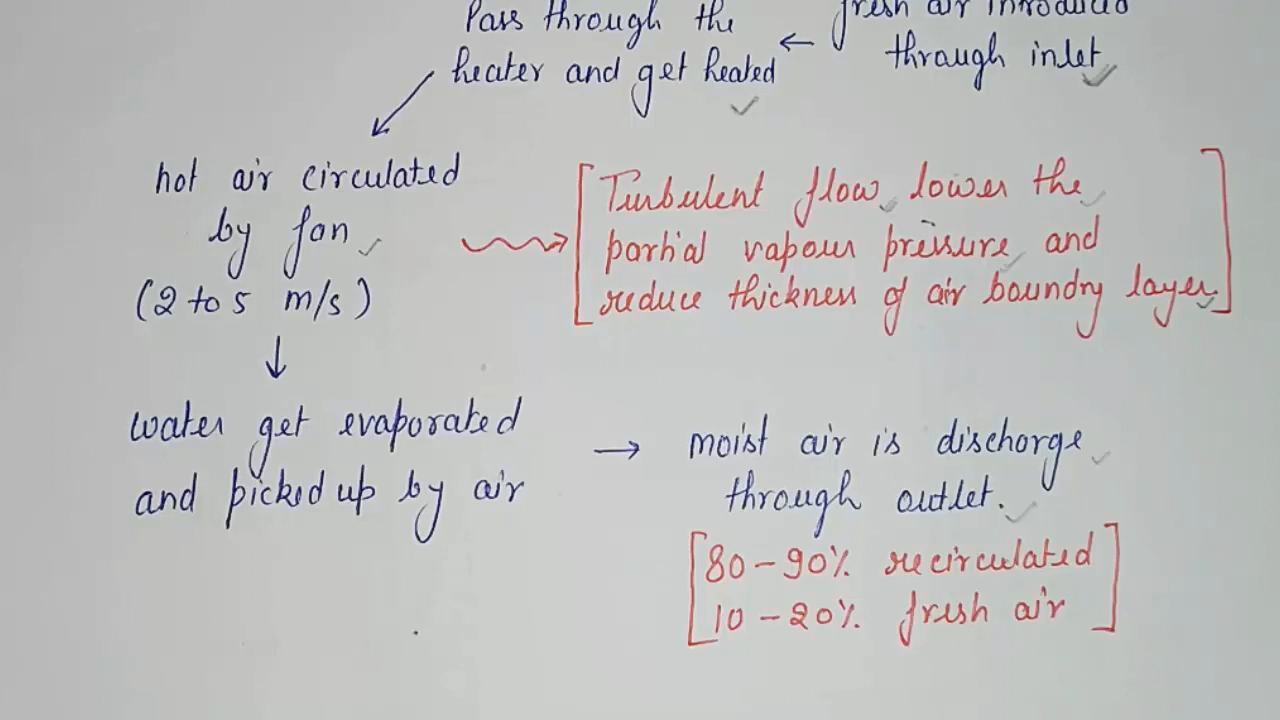 fresh air introduced
through inlet
←
Pass through the
heater and get heated
hot air circulated
by fan
(2 to 5 m/s)
[Turbulent flow, lower the
partial vapour pressure, and
reduce thickness of air boundry layer.]
↓
water get evaporated
and picked up by air
→
moist air is discharge
through outlet.
[80-90% recirculated
10-20% fresh air]